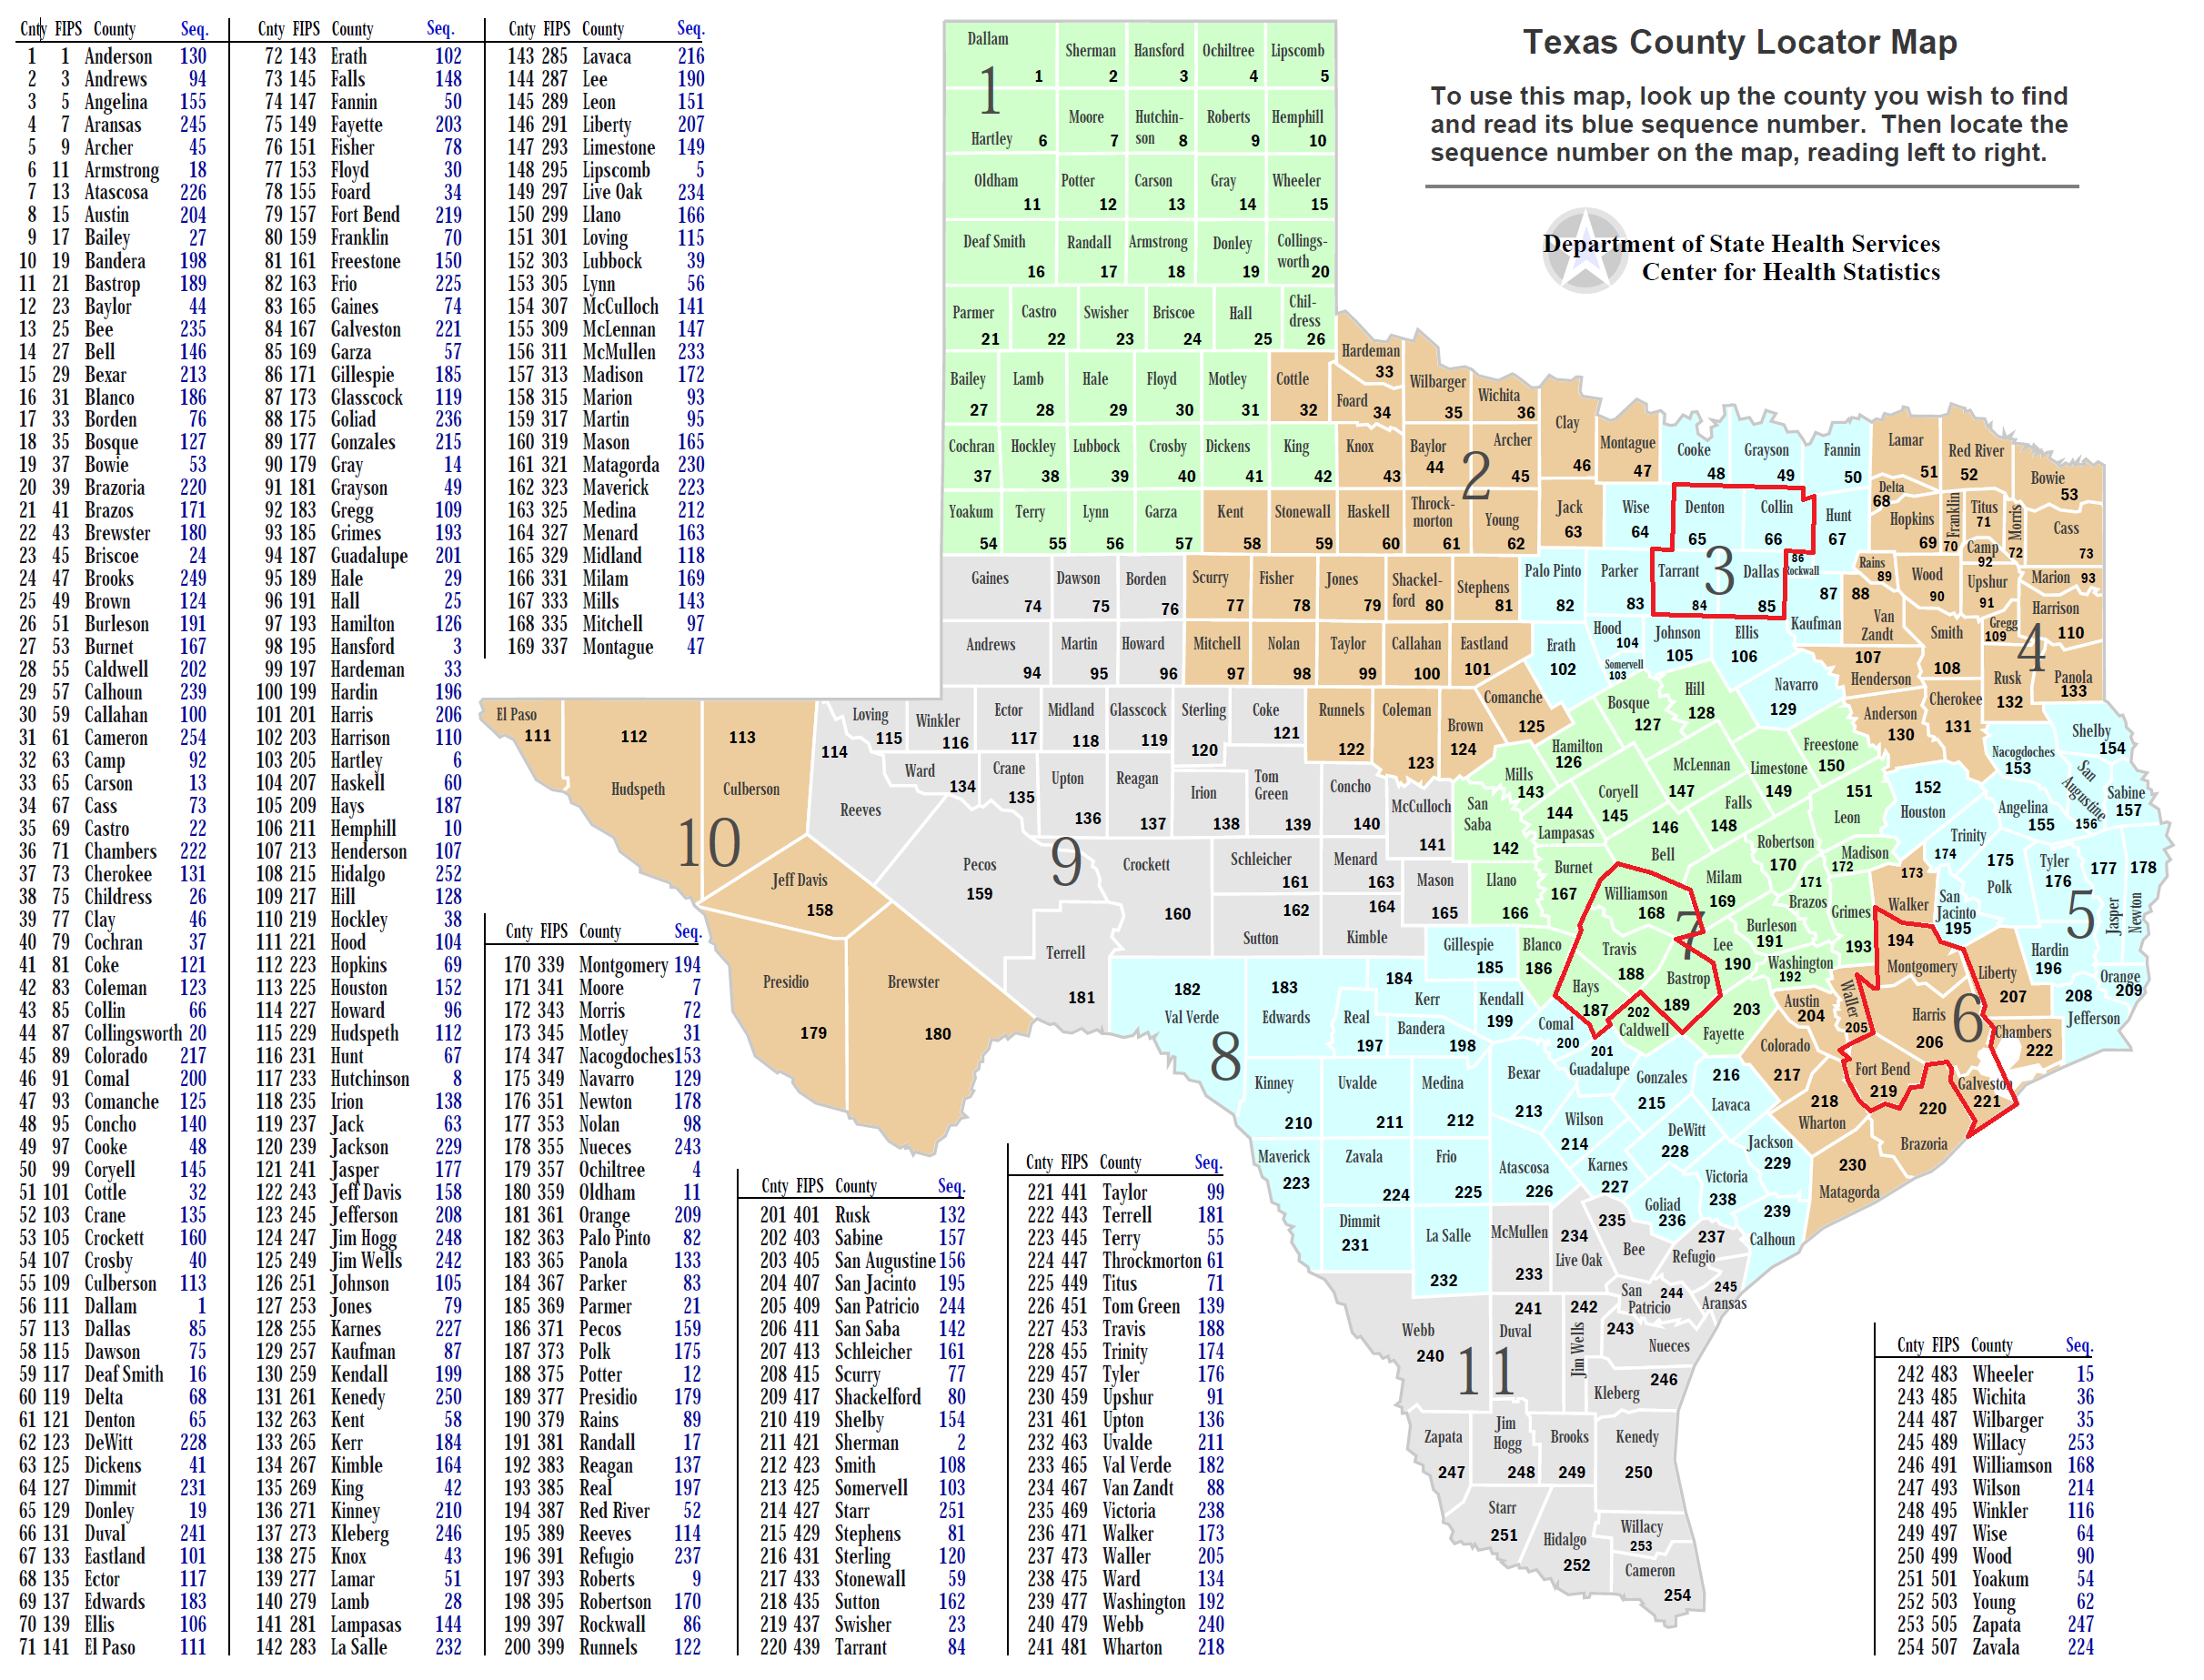 Texas County Locator Map
To use this map, look up the county you wish to find
and read its blue sequence number. Then locate the
sequence number on the map, reading left to right.
Department of State Health Services
Center for Health Statistics
Cnty FIPS County Seq.
1 1 Anderson 130
2 3 Andrews 94
3 5 Angelina 155
4 7 Aransas 245
5 9 Archer 45
6 11 Armstrong 18
7 13 Atascosa 226
8 15 Austin 204
9 17 Bailey 27
10 19 Bandera 198
11 21 Bastrop 189
12 23 Baylor 44
13 25 Bee 235
14 27 Bell 146
15 29 Bexar 213
16 31 Blanco 186
17 33 Borden 76
18 35 Bosque 127
19 37 Bowie 53
20 39 Brazoria 220
21 41 Brazos 171
22 43 Brewster 180
23 45 Briscoe 24
24 47 Brooks 249
25 49 Brown 124
26 51 Burleson 191
27 53 Burnet 167
28 55 Caldwell 202
29 57 Calhoun 239
30 59 Callahan 100
31 61 Cameron 254
32 63 Camp 92
33 65 Carson 13
34 67 Cass 73
35 69 Castro 22
36 71 Chambers 222
37 73 Cherokee 131
38 75 Childress 26
39 77 Clay 46
40 79 Cochran 37
41 81 Coke 121
42 83 Coleman 123
43 85 Collin 66
44 87 Collingsworth 20
45 89 Colorado 217
46 91 Comal 200
47 93 Comanche 125
48 95 Concho 140
49 97 Cooke 48
50 99 Coryell 145
51 101 Cottle 32
52 103 Crane 135
53 105 Crockett 160
54 107 Crosby 40
55 109 Culberson 113
56 111 Dallam 1
57 113 Dallas 85
58 115 Dawson 75
59 117 Deaf Smith 16
60 119 Delta 68
61 121 Denton 65
62 123 DeWitt 228
63 125 Dickens 41
64 127 Dimmit 231
65 129 Donley 19
66 131 Duval 241
67 133 Eastland 101
68 135 Ector 117
69 137 Edwards 183
70 139 Ellis 106
71 141 El Paso 111
Cnty FIPS County Seq.
72 143 Erath 102
73 145 Falls 148
74 147 Fannin 50
75 149 Fayette 203
76 151 Fisher 78
77 153 Floyd 30
78 155 Foard 34
79 157 Fort Bend 219
80 159 Franklin 70
81 161 Freestone 150
82 163 Frio 225
83 165 Gaines 74
84 167 Galveston 221
85 169 Garza 57
86 171 Gillespie 185
87 173 Glasscock 119
88 175 Goliad 236
89 177 Gonzales 215
90 179 Gray 14
91 181 Grayson 49
92 183 Gregg 109
93 185 Grimes 193
94 187 Guadalupe 201
95 189 Hale 29
96 191 Hall 25
97 193 Hamilton 126
98 195 Hansford 3
99 197 Hardeman 33
100 199 Hardin 196
101 201 Harris 206
102 203 Harrison 110
103 205 Hartley 6
104 207 Haskell 60
105 209 Hays 187
106 211 Hemphill 10
107 213 Henderson 107
108 215 Hidalgo 252
109 217 Hill 128
110 219 Hockley 38
111 221 Hood 104
112 223 Hopkins 69
113 225 Houston 152
114 227 Howard 96
115 229 Hudspeth 112
116 231 Hunt 67
117 233 Hutchinson 8
118 235 Irion 138
119 237 Jack 63
120 239 Jackson 229
121 241 Jasper 177
122 243 Jeff Davis 158
123 245 Jefferson 208
124 247 Jim Hogg 248
125 249 Jim Wells 242
126 251 Johnson 105
127 253 Jones 79
128 255 Karnes 227
129 257 Kaufman 87
130 259 Kendall 199
131 261 Kenedy 250
132 263 Kent 58
133 265 Kerr 184
134 267 Kimble 164
135 269 King 42
136 271 Kinney 210
137 273 Kleberg 246
138 275 Knox 43
139 277 Lamar 51
140 279 Lamb 28
141 281 Lampasas 144
142 283 La Salle 232
Cnty FIPS County Seq.
143 285 Lavaca 216
144 287 Lee 190
145 289 Leon 151
146 291 Liberty 207
147 293 Limestone 149
148 295 Lipscomb 5
149 297 Live Oak 234
150 299 Llano 166
151 301 Loving 115
152 303 Lubbock 39
153 305 Lynn 56
154 307 McCulloch 141
155 309 McLennan 147
156 311 McMullen 233
157 313 Madison 172
158 315 Marion 93
159 317 Martin 95
160 319 Mason 165
161 321 Matagorda 230
162 323 Maverick 223
163 325 Medina 212
164 327 Menard 163
165 329 Midland 118
166 331 Milam 169
167 333 Mills 143
168 335 Mitchell 97
169 337 Montague 47
Cnty FIPS County Seq.
170 339 Montgomery 194
171 341 Moore 7
172 343 Morris 72
173 345 Motley 31
174 347 Nacogdoches 153
175 349 Navarro 129
176 351 Newton 178
177 353 Nolan 98
178 355 Nueces 243
179 357 Ochiltree 4
180 359 Oldham 11
181 361 Orange 209
182 363 Palo Pinto 82
183 365 Panola 133
184 367 Parker 83
185 369 Parmer 21
186 371 Pecos 159
187 373 Polk 175
188 375 Potter 12
189 377 Presidio 179
190 379 Rains 89
191 381 Randall 17
192 383 Reagan 137
193 385 Real 197
194 387 Red River 52
195 389 Reeves 114
196 391 Refugio 237
197 393 Roberts 9
198 395 Robertson 170
199 397 Rockwall 86
200 399 Runnels 122
Cnty FIPS County Seq.
201 401 Rusk 132
202 403 Sabine 157
203 405 San Augustine 156
204 407 San Jacinto 195
205 409 San Patricio 244
206 411 San Saba 142
207 413 Schleicher 161
208 415 Scurry 77
209 417 Shackelford 80
210 419 Shelby 154
211 421 Sherman 2
212 423 Smith 108
213 425 Somervell 103
214 427 Starr 251
215 429 Stephens 81
216 431 Sterling 120
217 433 Stonewall 59
218 435 Sutton 162
219 437 Swisher 23
220 439 Tarrant 84
Cnty FIPS County Seq.
221 441 Taylor 99
222 443 Terrell 181
223 445 Terry 55
224 447 Throckmorton 61
225 449 Titus 71
226 451 Tom Green 139
227 453 Travis 188
228 455 Trinity 174
229 457 Tyler 176
230 459 Upshur 91
231 461 Upton 136
232 463 Uvalde 211
233 465 Val Verde 182
234 467 Van Zandt 88
235 469 Victoria 238
236 471 Walker 173
237 473 Waller 205
238 475 Ward 134
239 477 Washington 192
240 479 Webb 240
241 481 Wharton 218
Cnty FIPS County Seq.
242 483 Wheeler 15
243 485 Wichita 36
244 487 Wilbarger 35
245 489 Willacy 253
246 491 Williamson 168
247 493 Wilson 214
248 495 Winkler 116
249 497 Wise 64
250 499 Wood 90
251 501 Yoakum 54
252 503 Young 62
253 505 Zapata 247
254 507 Zavala 224
Dallam Sherman Hansford Ochiltree Lipscomb
1 2 3 4 5
1
Moore Hutchin- Roberts Hemphill
Hartley 6 7 son 8 9 10
Oldham Potter Carson Gray Wheeler
11 12 13 14 15
Deaf Smith Randall Armstrong Donley Collings-
16 17 18 19 worth 20
Parmer Castro Swisher Briscoe Hall Chil-
dress
21 22 23 24 25 26
Bailey Lamb Hale Floyd Motley Cottle Hardeman Foard Wilbarger Wichita
27 28 29 30 31 32 33 34 35 36
Cochran Hockley Lubbock Crosby Dickens King Knox Baylor Archer Clay Montague Cooke Grayson Fannin Lamar Red River Bowie
37 38 39 40 41 42 43 44 45 46 47 48 49 50 51 52 53
2
Yoakum Terry Lynn Garza Kent Stonewall Haskell Throck-
morton Young Jack Wise Denton Collin Hunt Delta Hopkins Franklin Titus Morris Cass
54 55 56 57 58 59 60 61 62 63 64 65 66 67 68 69 70 71 72 73
3
Gaines Dawson Borden Scurry Fisher Jones Shackel-
ford Stephens Palo Pinto Parker Tarrant Dallas Rockwall Kaufman Van
Zandt Rains Wood Upshur Camp Marion
74 75 76 77 78 79 80 81 82 83 84 85 86 87 88 89 90 91 92 93
Andrews Martin Howard Mitchell Nolan Taylor Callahan Eastland Erath Somervell Hood Johnson Ellis Henderson Smith Gregg Harrison
94 95 96 97 98 99 100 101 102 103 104 105 106 107 108 109 110
4
El Paso Hudspeth Culberson Reeves Loving Winkler Ector Midland Glasscock Sterling Coke Runnels Coleman Brown Comanche Hamilton Bosque Hill Navarro Anderson Cherokee Rusk Panola
111 112 113 114 115 116 117 118 119 120 121 122 123 124 125 126 127 128 129 130 131 132 133
10
Ward Crane Upton Reagan Irion Tom
Green Concho McCulloch San
Saba Mills Lampasas Coryell Bell McLennan Falls Limestone Freestone Leon Houston Nacogdoches Shelby Angelina San
Augustine Sabine
134 135 136 137 138 139 140 141 142 143 144 145 146 147 148 149 150 151 152 153 154 155 156 157
9
Jeff Davis Pecos Crockett Schleicher Sutton Menard Kimble Mason Llano Burnet Williamson Milam Robertson Brazos Madison Walker Trinity Polk Tyler Jasper Newton
158 159 160 161 162 163 164 165 166 167 168 169 170 171 172 173 174 175 176 177 178
7
5
Presidio Brewster Terrell Val Verde Edwards Kerr Gillespie Blanco Hays Travis Bastrop Lee Burleson Washington Grimes Montgomery San
Jacinto Hardin
179 180 181 182 183 184 185 186 187 188 189 190 191 192 193 194 195 196
8
6
Real Bandera Kendall Comal Guadalupe Caldwell Fayette Austin Waller Harris Liberty Jefferson Orange
197 198 199 200 201 202 203 204 205 206 207 208 209
Kinney Uvalde Medina Bexar Wilson Gonzales Lavaca Colorado Wharton Fort Bend Brazoria Galveston Chambers
210 211 212 213 214 215 216 217 218 219 220 221 222
Maverick Zavala Frio Atascosa Karnes DeWitt Jackson Matagorda
223 224 225 226 227 228 229 230
Dimmit La Salle McMullen Live Oak Bee Goliad Refugio Victoria Calhoun
231 232 233 234 235 236 237 238 239
Webb Duval Jim Wells Nueces San
Patricio Aransas Kleberg
240 241 242 243 244 245 246
11
Zapata Jim
Hogg Brooks Kenedy
247 248 249 250
Starr Hidalgo Willacy Cameron
251 252 253 254